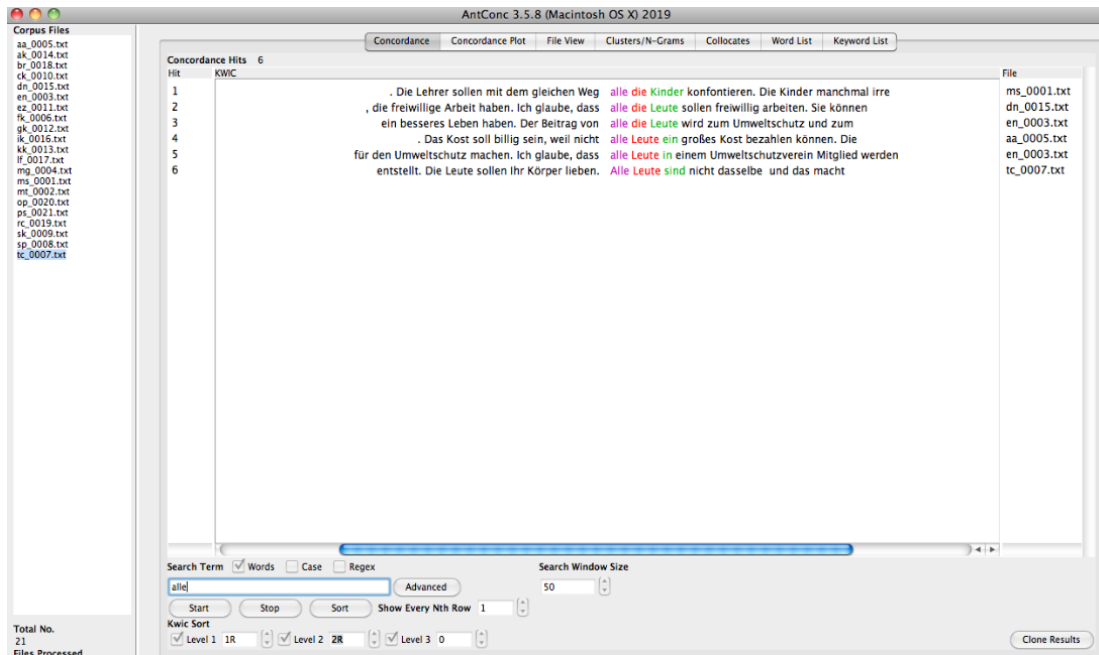 AntConc 3.5.8 (Macintosh OS X) 2019
Corpus Files
aa_0005.txt
ak_0014.txt
br_0018.txt
ck_0010.txt
dn_0015.txt
en_0003.txt
ez_0011.txt
fk_0006.txt
gk_0012.txt
ik_0016.txt
kk_0013.txt
lf_0017.txt
mg_0004.txt
ms_0001.txt
mt_0002.txt
op_0020.txt
ps_0021.txt
rc_0019.txt
sk_0009.txt
sp_0008.txt
tc_0007.txt
Total No.
21
Files Processed
Concordance Concordance Plot File View Clusters/N-Grams Collocates Word List Keyword List
Concordance Hits 6
Hit KWIC File
1 . Die Lehrer sollen mit dem gleichen Weg alle die Kinder konfontieren. Die Kinder manchmal irre ms_0001.txt
2 , die freiwillige Arbeit haben. Ich glaube, dass alle die Leute sollen freiwillig arbeiten. Sie können dn_0015.txt
3 ein besseres Leben haben. Der Beitrag von alle die Leute wird zum Umweltschutz und zum en_0003.txt
4 . Das Kost soll billig sein, weil nicht alle Leute ein großes Kost bezahlen können. Die aa_0005.txt
5 für den Umweltschutz machen. Ich glaube, dass alle Leute in einem Umweltschutzverein Mitglied werden en_0003.txt
6 entstellt. Die Leute sollen Ihr Körper lieben. Alle Leute sind nicht dasselbe und das macht tc_0007.txt
Search Term Words Case Regex Search Window Size
alle Advanced 50
Start Stop Sort Show Every Nth Row 1
Kwic Sort
Level 1 1R Level 2 2R Level 3 0 Clone Results